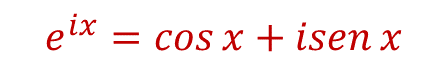 e^{ix} = cos x + isen x